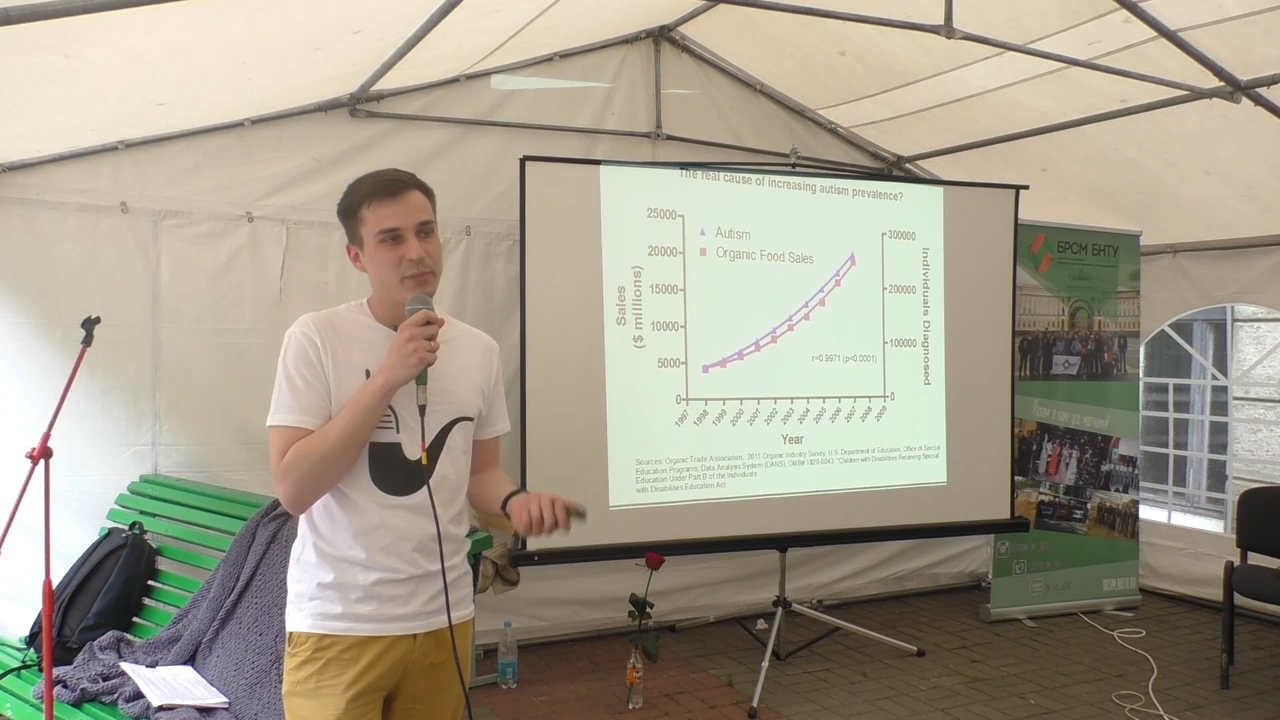 The real cause of increasing autism prevalence?
25000
20000
15000
10000
5000
0
Sales
($ millions)
Autism
Organic Food Sales
r=0.9971 (p<0.0001)
300000
200000
100000
0
Individuals Diagnosed
1997
1998
1999
2000
2001
2002
2003
2004
2005
2006
2007
2008
2009
Year
Sources: Organic Trade Association, 2011 Organic Industry Survey; U.S. Department of Education, Office of Special
Education Programs, Data Analysis System (DANS), OMB# 1820-0043: "Children with Disabilities Receiving Special
Education Under Part B of the Individuals
with Disabilities Education Act
БРСМ БНТУ